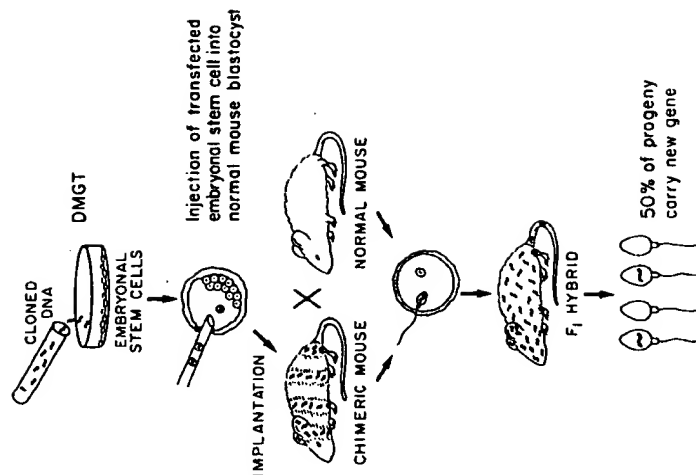 CLONED
DNA
DMGT
EMBRYONAL
STEM CELLS
Injection of transfected
embryonal stem cell into
normal mouse blastocyst
IMPLANTATION
CHIMERIC MOUSE
NORMAL MOUSE
F₁ HYBRID
50% of progeny
carry new gene